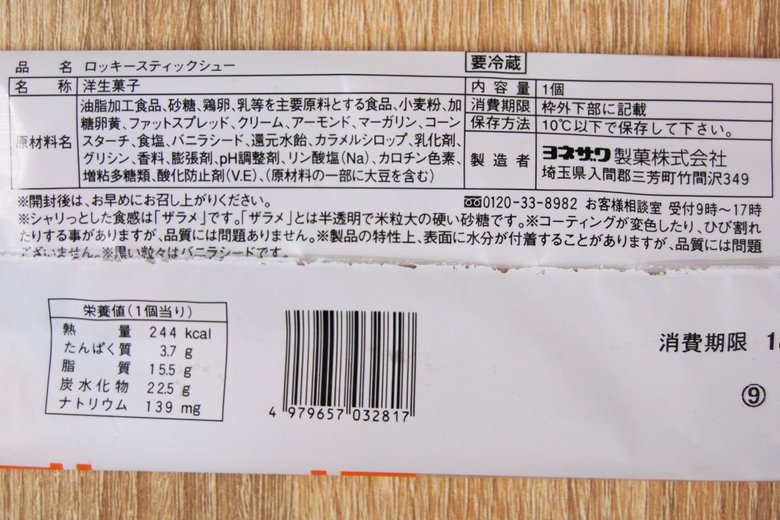 品名 ロッキースティックシュー 要冷蔵
名称 洋生菓子
原材料名 油脂加工食品、砂糖、鶏卵、乳等を主要原料とする食品、小麦粉、加
糖卵黄、ファットスプレッド、クリーム、アーモンド、マーガリン、コーン
スターチ、食塩、バニラシード、還元水飴、カラメルシロップ、乳化剤、
グリシン、香料、膨張剤、pH調整剤、リン酸塩(Na)、カロチン色素、
増粘多糖類、酸化防止剤(V.E)、(原材料の一部に大豆を含む)
内容量 1個
消費期限 枠外下部に記載
保存方法 10℃以下で保存して下さい。
製造者 ヨネザワ製菓株式会社
埼玉県入間郡三芳町竹間沢349
※開封後は、お早めにお召し上がりください。 0120-33-8982 お客様相談室 受付9時〜17時
※シャリっとした食感は「ザラメ」です。「ザラメ」とは半透明で米粒大の硬い砂糖です。※コーティングが変色したり、ひび割れ
たりする事がありますが、品質には問題ありません。※製品の特性上、表面に水分が付着することがありますが、品質には問題
ございません。※黒い粒々はバニラシードです。
栄養値(1個当り)
熱量 244 kcal
たんぱく質 3.7 g
脂質 15.5 g
炭水化物 22.5 g
ナトリウム 139 mg
4 979657 032817
消費期限
⑨